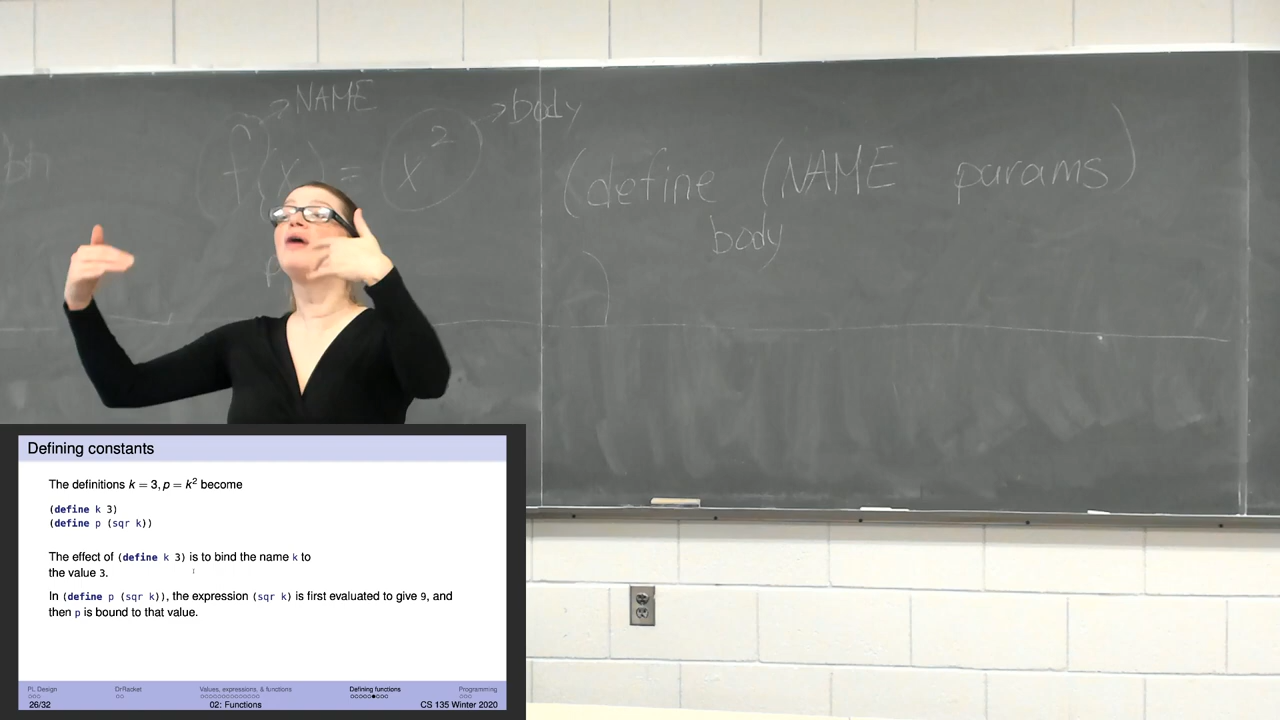 NAME
body
f(x) = x²
p
(define (NAME params)
body
)
Defining constants
The definitions k = 3, p = k² become
(define k 3)
(define p (sqr k))
The effect of (define k 3) is to bind the name k to
the value 3.
In (define p (sqr k)), the expression (sqr k) is first evaluated to give 9, and
then p is bound to that value.
PL Design DrRacket Values, expressions, & functions Defining functions Programming
26/32 02: Functions CS 135 Winter 2020